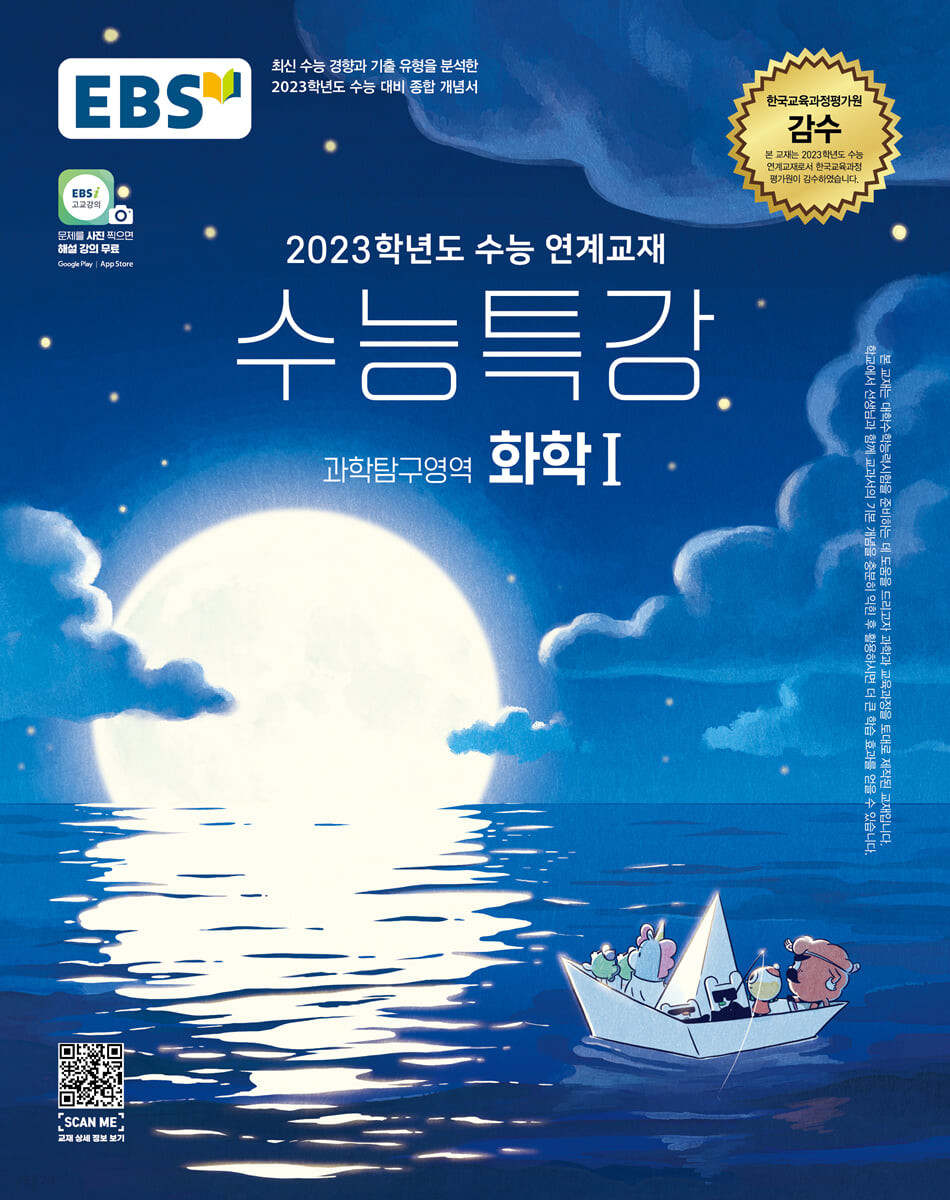 EBS
최신 수능 경향과 기출 유형을 분석한
2023학년도 수능 대비 종합 개념서
한국교육과정평가원
감수
본 교재는 2023학년도 수능
연계교재로서 한국교육과정
평가원이 감수하였습니다.
EBSi
고교강의
문제를 사진 찍으면
해설 강의 무료
Google Play | App Store
2023학년도 수능 연계교재
수능특강
과학탐구영역 화학 I
본 교재는 대학수학능력시험을 준비하는 데 도움을 드리고자 과학과 교육과정을 토대로 제작된 교재입니다.
학교에서 선생님과 함께 교과서의 기본 개념을 충분히 익힌 후 활용하시면 더 큰 학습 효과를 얻을 수 있습니다.
SCAN ME
교재 상세 정보 보기